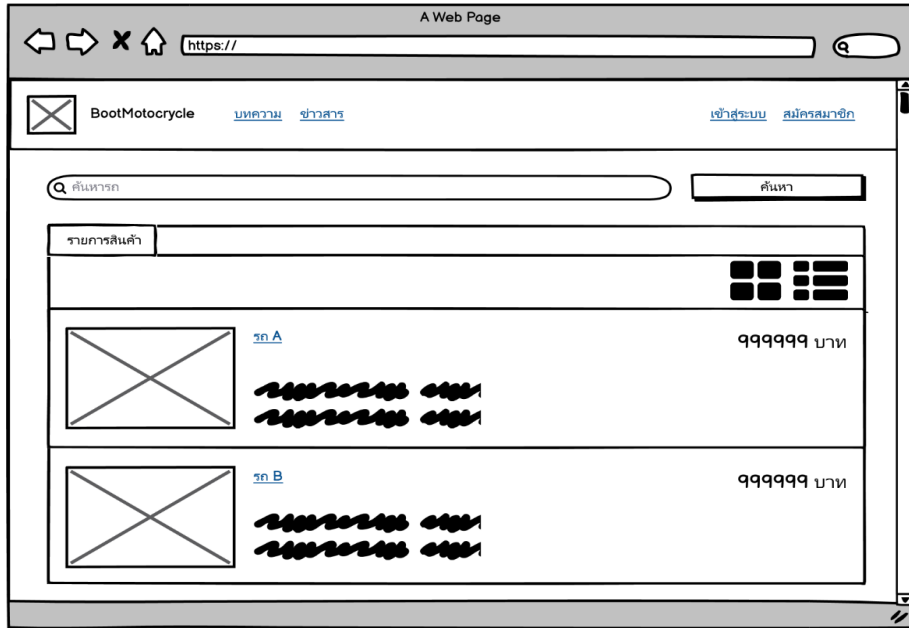 A Web Page
https://
BootMotocrycle บทความ ข่าวสาร เข้าสู่ระบบ สมัครสมาชิก
ค้นหารถ ค้นหา
รายการสินค้า
รถ A 999999 บาท
รถ B 999999 บาท